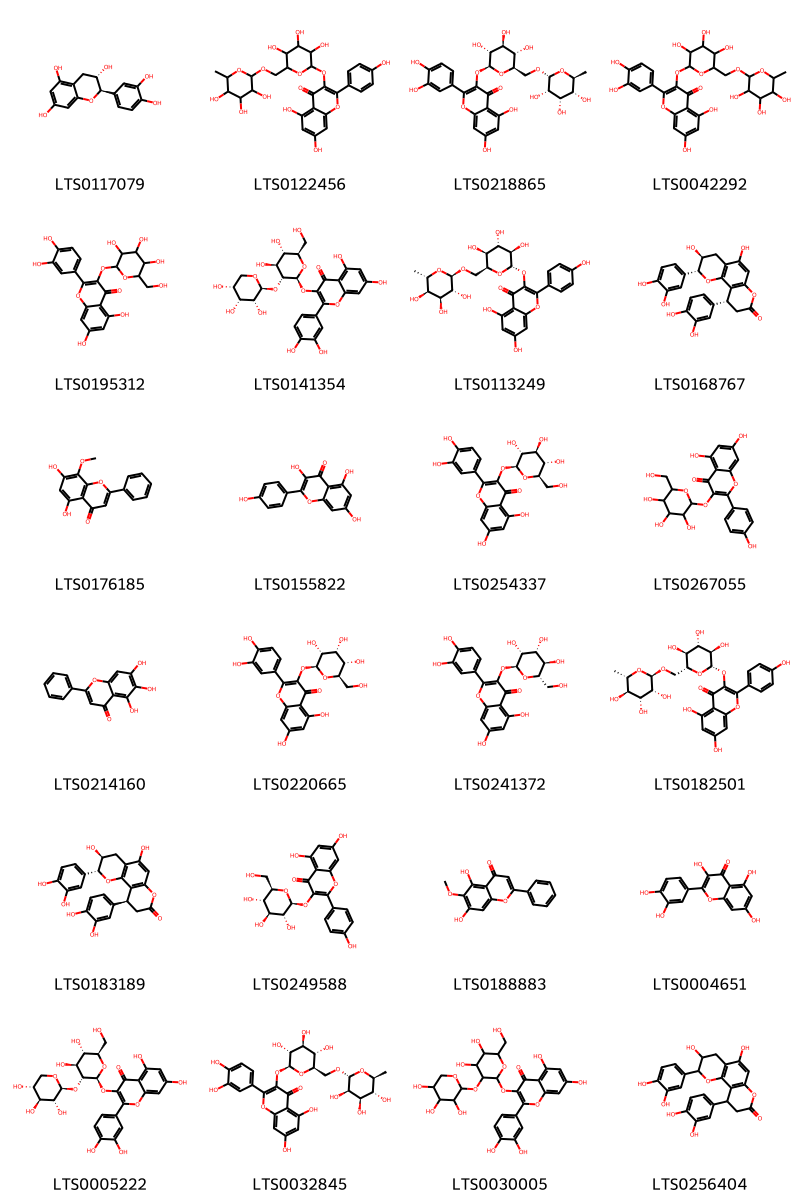 LTS0117079 LTS0122456 LTS0218865 LTS0042292
LTS0195312 LTS0141354 LTS0113249 LTS0168767
LTS0176185 LTS0155822 LTS0254337 LTS0267055
LTS0214160 LTS0220665 LTS0241372 LTS0182501
LTS0183189 LTS0249588 LTS0188883 LTS0004651
LTS0005222 LTS0032845 LTS0030005 LTS0256404